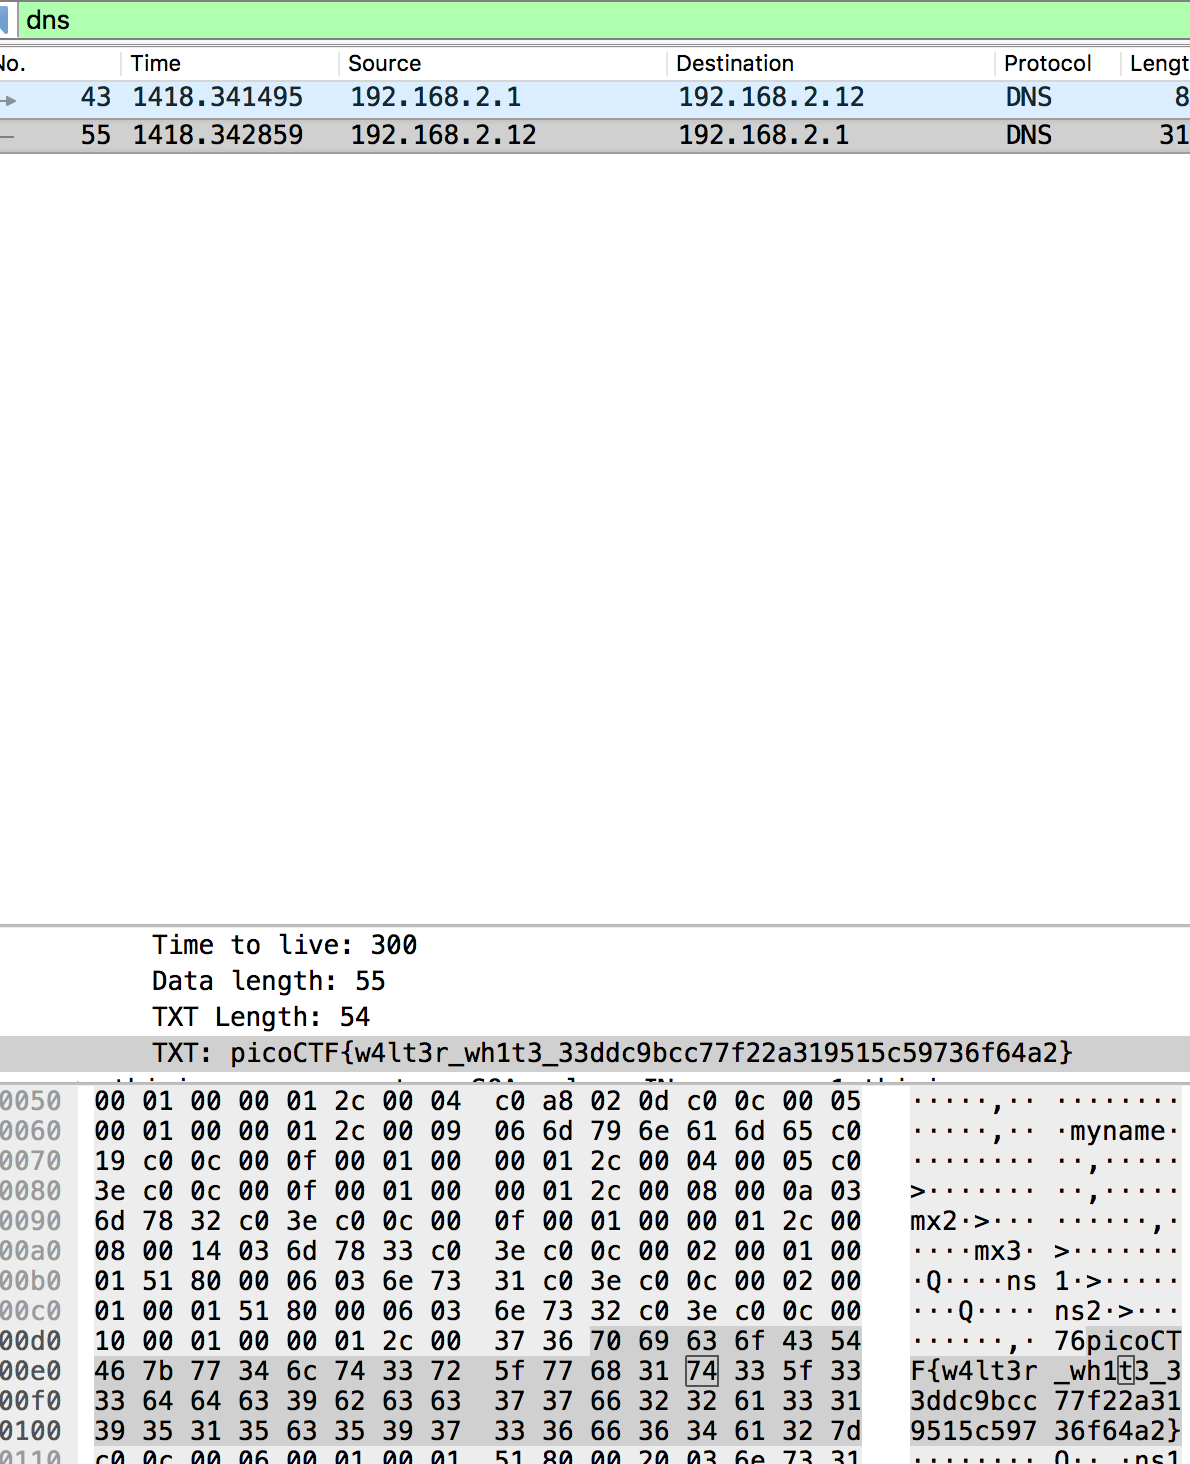 dns
No. Time Source Destination Protocol Lengt
43 1418.341495 192.168.2.1 192.168.2.12 DNS 8
55 1418.342859 192.168.2.12 192.168.2.1 DNS 31
Time to live: 300
Data length: 55
TXT Length: 54
TXT: picoCTF{w4lt3r_wh1t3_33ddc9bcc77f22a319515c59736f64a2}
0050 00 01 00 00 01 2c 00 04 c0 a8 02 0d c0 0c 00 05 ·····,·· ········
0060 00 01 00 00 01 2c 00 09 06 6d 79 6e 61 6d 65 c0 ·····,·· ·myname·
0070 19 c0 0c 00 0f 00 01 00 00 01 2c 00 04 00 05 c0 ········ ··,·····
0080 3e c0 0c 00 0f 00 01 00 00 01 2c 00 08 00 0a 03 >······· ··,·····
0090 6d 78 32 c0 3e c0 0c 00 0f 00 01 00 00 01 2c 00 mx2·>··· ······,·
00a0 08 00 14 03 6d 78 33 c0 3e c0 0c 00 02 00 01 00 ····mx3· >·······
00b0 01 51 80 00 06 03 6e 73 31 c0 3e c0 0c 00 02 00 ·Q····ns 1·>·····
00c0 01 00 01 51 80 00 06 03 6e 73 32 c0 3e c0 0c 00 ···Q···· ns2·>···
00d0 10 00 01 00 00 01 2c 00 37 36 70 69 63 6f 43 54 ······,· 76picoCT
00e0 46 7b 77 34 6c 74 33 72 5f 77 68 31 74 33 5f 33 F{w4lt3r _wh1t3_3
00f0 33 64 64 63 39 62 63 63 37 37 66 32 32 61 33 31 3ddc9bcc 77f22a31
0100 39 35 31 35 63 35 39 37 33 36 66 36 34 61 32 7d 9515c597 36f64a2}
0110 c0 0c 00 06 00 01 00 01 51 80 00 20 03 6e 73 31 ········ Q·· ·ns1